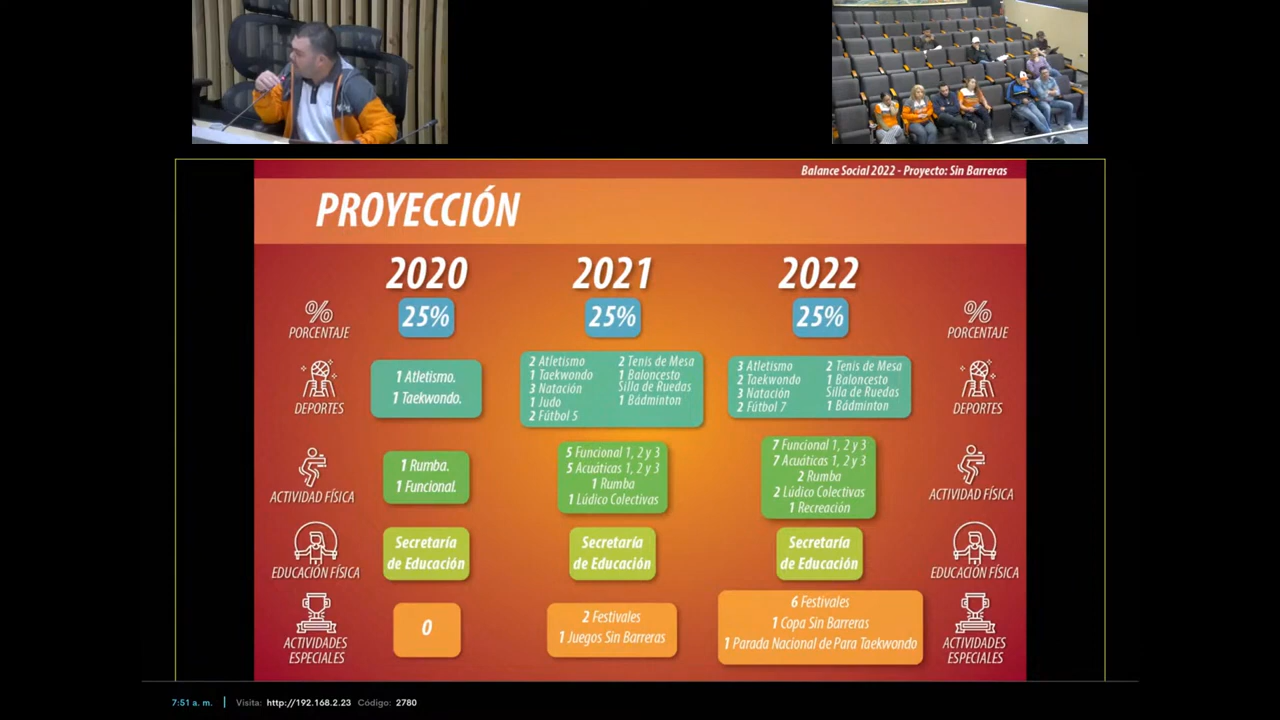 Balance Social 2022 - Proyecto: Sin Barreras
PROYECCIÓN
2020
2021
2022
%
PORCENTAJE
25%
25%
25%
%
PORCENTAJE
DEPORTES
1 Atletismo.
1 Taekwondo.
2 Atletismo
1 Taekwondo
3 Natación
1 Judo
2 Fútbol 5
2 Tenis de Mesa
1 Baloncesto
Silla de Ruedas
1 Bádminton
3 Atletismo
2 Taekwondo
3 Natación
2 Fútbol 7
2 Tenis de Mesa
1 Baloncesto
Silla de Ruedas
1 Bádminton
DEPORTES
ACTIVIDAD FÍSICA
1 Rumba.
1 Funcional.
5 Funcional 1, 2 y 3
5 Acuáticas 1, 2 y 3
1 Rumba
1 Lúdico Colectivas
7 Funcional 1, 2 y 3
7 Acuáticas 1, 2 y 3
2 Rumba
2 Lúdico Colectivas
1 Recreación
ACTIVIDAD FÍSICA
EDUCACIÓN FÍSICA
Secretaría
de Educación
Secretaría
de Educación
Secretaría
de Educación
EDUCACIÓN FÍSICA
ACTIVIDADES
ESPECIALES
0
2 Festivales
1 Juegos Sin Barreras
6 Festivales
1 Copa Sin Barreras
1 Parada Nacional de Para Taekwondo
ACTIVIDADES
ESPECIALES
7:51 a. m. | Visita: http://192.168.2.23 Código: 2780